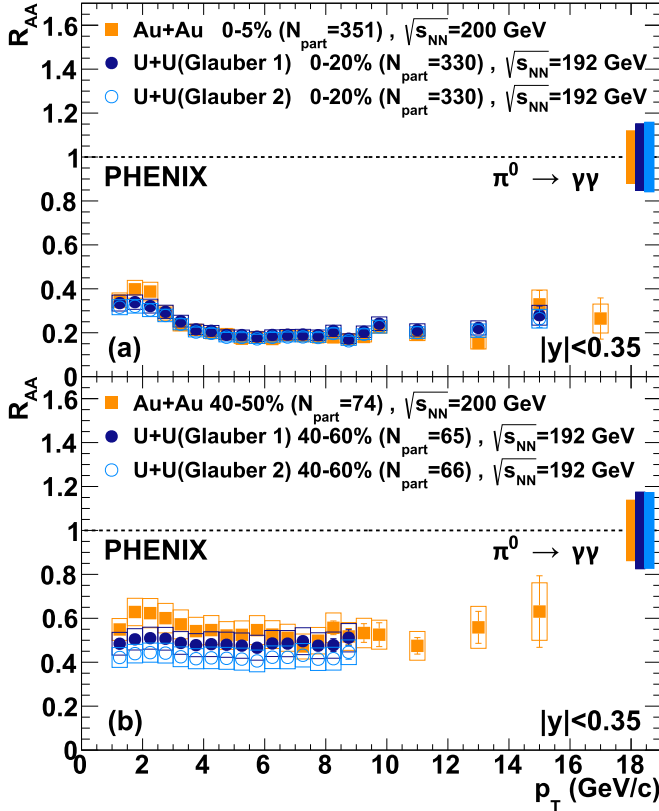 R_AA
1.6
1.4
1.2
1
0.8
0.6
0.4
0.2
0
Au+Au 0-5% (N_part=351) , √s_NN=200 GeV
U+U(Glauber 1) 0-20% (N_part=330) , √s_NN=192 GeV
U+U(Glauber 2) 0-20% (N_part=330) , √s_NN=192 GeV
PHENIX
π⁰ → γγ
(a)
|y|<0.35
R_AA
1.6
1.4
1.2
1
0.8
0.6
0.4
0.2
0
Au+Au 40-50% (N_part=74) , √s_NN=200 GeV
U+U(Glauber 1) 40-60% (N_part=65) , √s_NN=192 GeV
U+U(Glauber 2) 40-60% (N_part=66) , √s_NN=192 GeV
PHENIX
π⁰ → γγ
(b)
|y|<0.35
0 2 4 6 8 10 12 14 16 18
p_T (GeV/c)